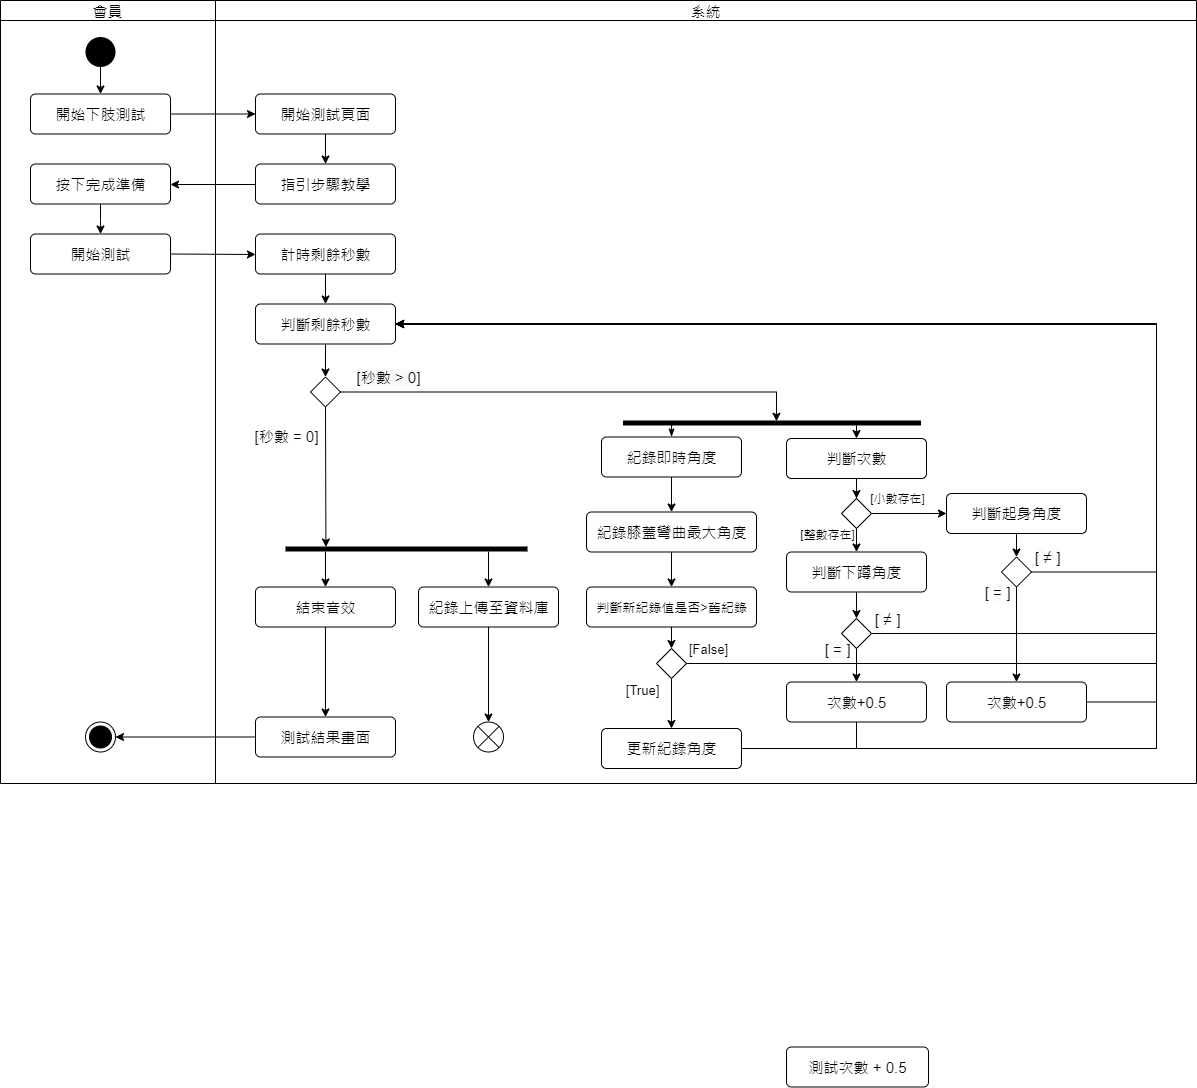 會員
系統
開始下肢測試
開始測試頁面
按下完成準備
指引步驟教學
開始測試
計時剩餘秒數
判斷剩餘秒數
[秒數 > 0]
[秒數 = 0]
紀錄即時角度
判斷次數
[小數存在]
判斷起身角度
紀錄膝蓋彎曲最大角度
[整數存在]
判斷下蹲角度
[ ≠ ]
[ = ]
結束音效
紀錄上傳至資料庫
判斷新紀錄值是否>舊紀錄
[ ≠ ]
[ = ]
[False]
[True]
次數+0.5
次數+0.5
測試結果畫面
更新紀錄角度
測試次數 + 0.5